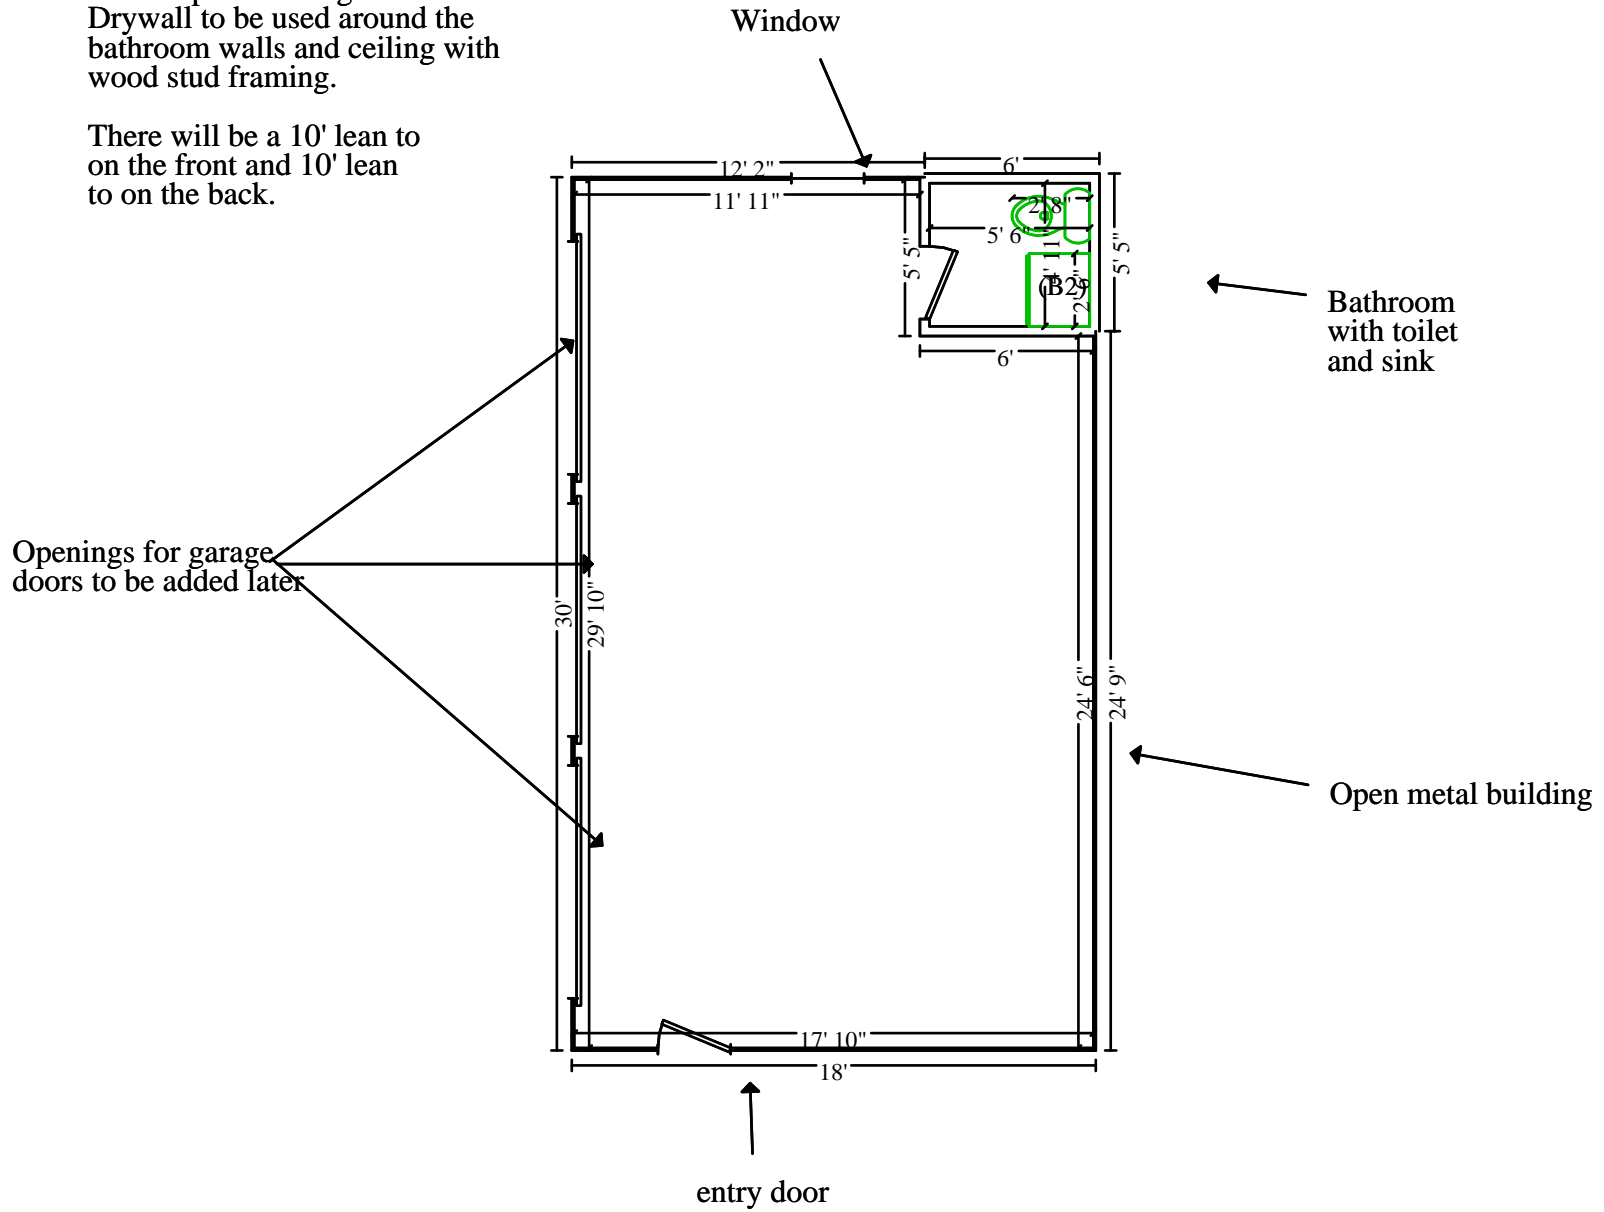 Drywall to be used around the
bathroom walls and ceiling with
wood stud framing.
There will be a 10' lean to
on the front and 10' lean
to on the back.
Window
12' 2"
6'
11' 11"
2' 8"
5' 6"
5' 5"
5' 5"
(B2)
6'
Bathroom
with toilet
and sink
Openings for garage
doors to be added later
30'
29' 10"
24' 6"
24' 9"
Open metal building
17' 10"
18'
entry door